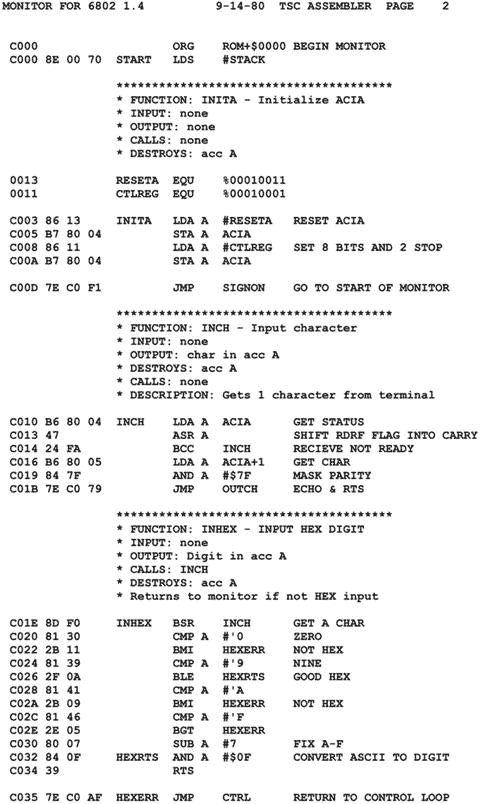 MONITOR FOR 6802 1.4          9-14-80  TSC ASSEMBLER  PAGE    2
C000                    ORG    ROM+$0000 BEGIN MONITOR
C000 8E 00 70  START    LDS    #STACK
***************************************
* FUNCTION: INITA - Initialize ACIA
* INPUT: none
* OUTPUT: none
* CALLS: none
* DESTROYS: acc A
0013           RESETA   EQU    %00010011
0011           CTLREG   EQU    %00010001
C003 86 13     INITA    LDA A  #RESETA   RESET ACIA
C005 B7 80 04           STA A  ACIA
C008 86 11              LDA A  #CTLREG   SET 8 BITS AND 2 STOP
C00A B7 80 04           STA A  ACIA
C00D 7E C0 F1           JMP    SIGNON    GO TO START OF MONITOR
***************************************
* FUNCTION: INCH - Input character
* INPUT: none
* OUTPUT: char in acc A
* DESTROYS: acc A
* CALLS: none
* DESCRIPTION: Gets 1 character from terminal
C010 B6 80 04  INCH     LDA A  ACIA      GET STATUS
C013 47                 ASR A            SHIFT RDRF FLAG INTO CARRY
C014 24 FA              BCC    INCH      RECIEVE NOT READY
C016 B6 80 05           LDA A  ACIA+1    GET CHAR
C019 84 7F              AND A  #$7F      MASK PARITY
C01B 7E C0 79           JMP    OUTCH     ECHO & RTS
***************************************
* FUNCTION: INHEX - INPUT HEX DIGIT
* INPUT: none
* OUTPUT: Digit in acc A
* CALLS: INCH
* DESTROYS: acc A
* Returns to monitor if not HEX input
C01E 8D F0     INHEX    BSR    INCH      GET A CHAR
C020 81 30              CMP A  #'0       ZERO
C022 2B 11              BMI    HEXERR    NOT HEX
C024 81 39              CMP A  #'9       NINE
C026 2F 0A              BLE    HEXRTS    GOOD HEX
C028 81 41              CMP A  #'A
C02A 2B 09              BMI    HEXERR    NOT HEX
C02C 81 46              CMP A  #'F
C02E 2E 05              BGT    HEXERR
C030 80 07              SUB A  #7        FIX A-F
C032 84 0F     HEXRTS   AND A  #$0F      CONVERT ASCII TO DIGIT
C034 39                 RTS
C035 7E C0 AF  HEXERR   JMP    CTRL      RETURN TO CONTROL LOOP